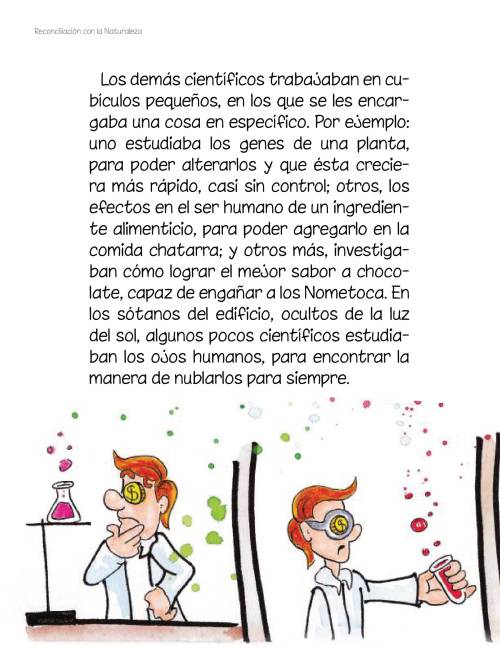 Reconciliación con la Naturaleza
Los demás científicos trabajaban en cu-
bículos pequeños, en los que se les encar-
gaba una cosa en específico. Por ejemplo:
uno estudiaba los genes de una planta,
para poder alterarlos y que ésta crecie-
ra más rápido, casi sin control; otros, los
efectos en el ser humano de un ingredien-
te alimenticio, para poder agregarlo en la
comida chatarra; y otros más, investiga-
ban cómo lograr el mejor sabor a choco-
late, capaz de engañar a los Nometoca. En
los sótanos del edificio, ocultos de la luz
del sol, algunos pocos científicos estudia-
ban los ojos humanos, para encontrar la
manera de nublarlos para siempre.
$
$